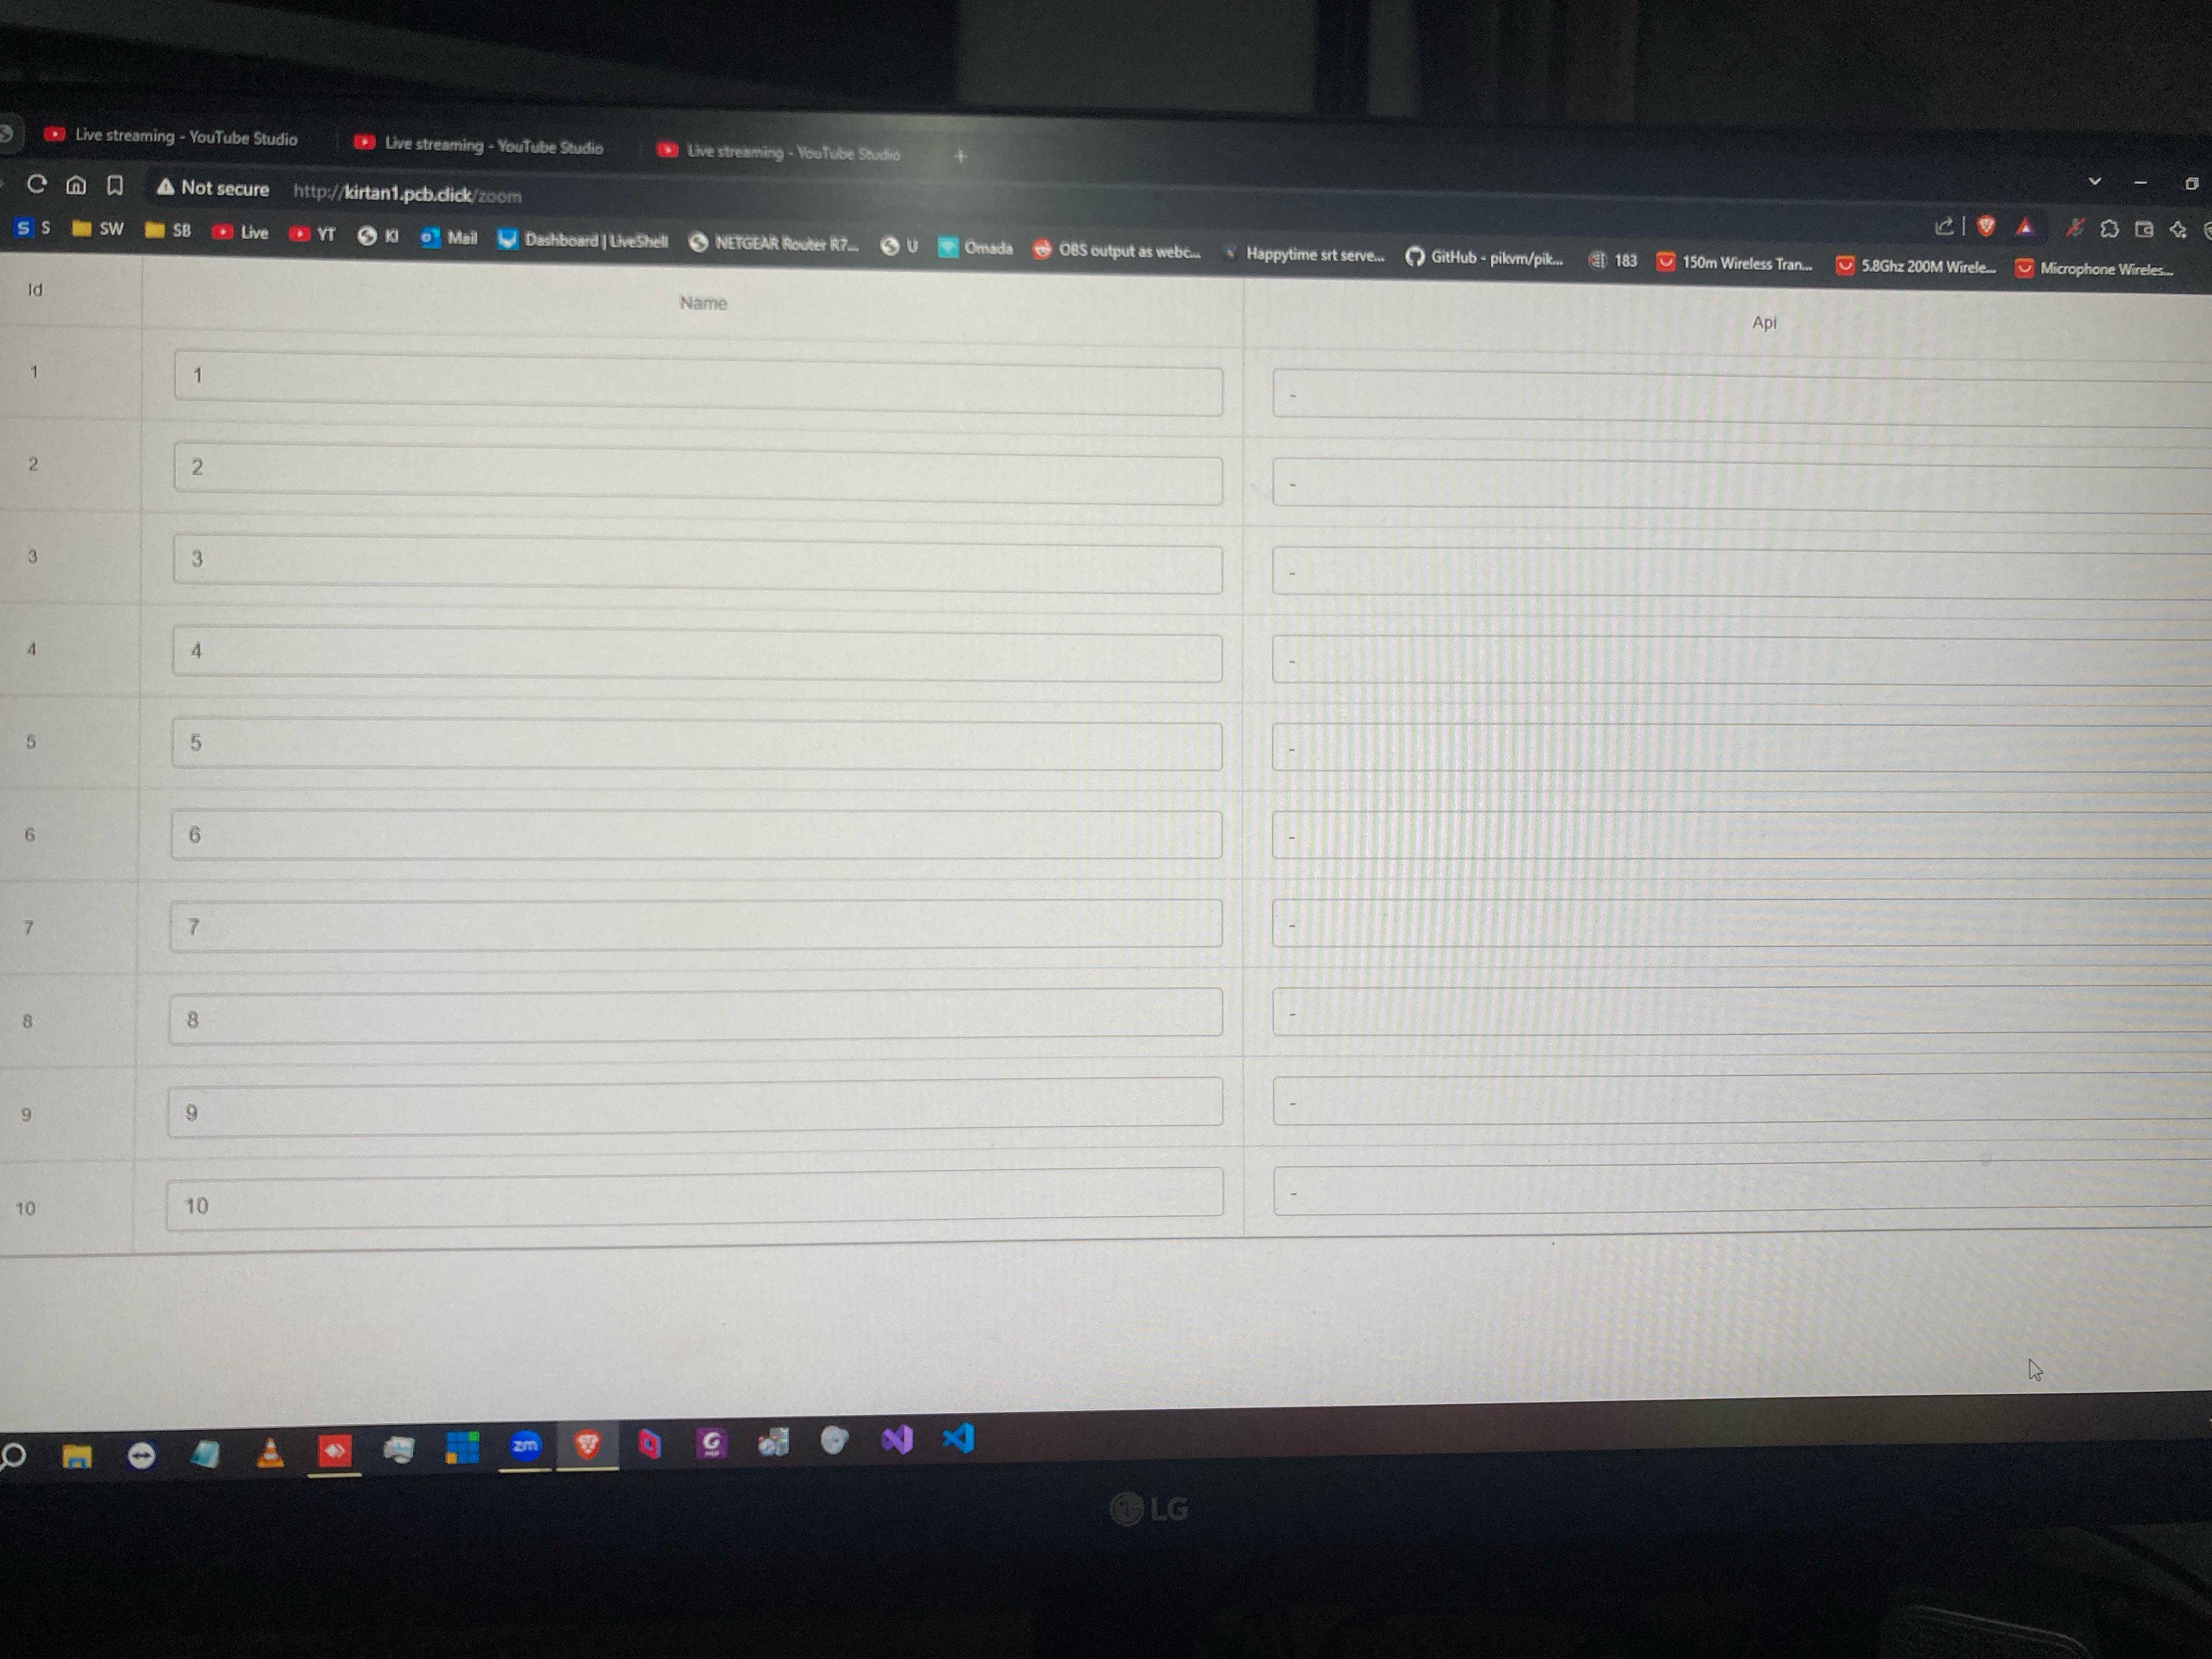 Live streaming - YouTube Studio Live streaming - YouTube Studio Live streaming - YouTube Studio +
Not secure http://kirtan1.pcb.click/zoom
S S SW SB Live YT KI Mail Dashboard | LiveShell NETGEAR Router R7... U Omada OBS output as webc... Happytime srt serve... GitHub - pikvm/pik... 183 150m Wireless Tran... 5.8Ghz 200M Wirele... Microphone Wireles...
Id Name Api
1 1 -
2 2 -
3 3 -
4 4 -
5 5 -
6 6 -
7 7 -
8 8 -
9 9 -
10 10 -
zm
LG